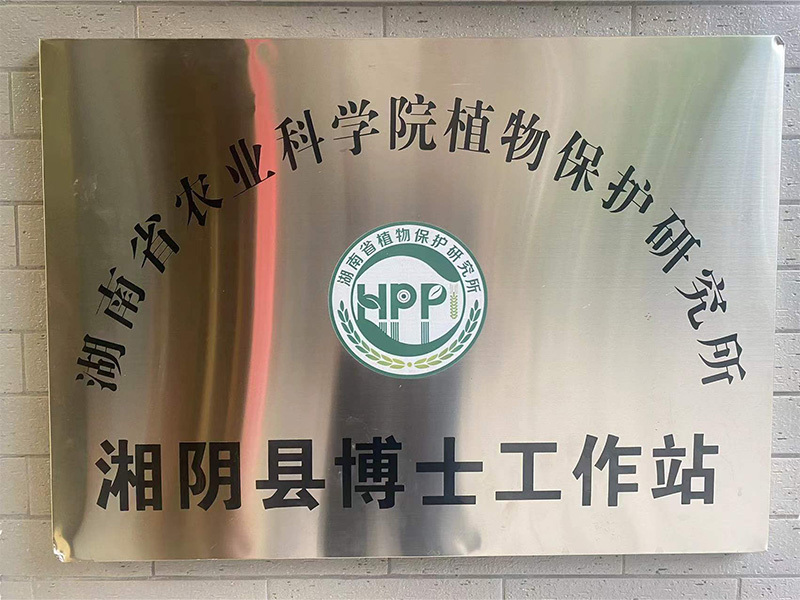 湖南省农业科学院植物保护研究所
湖南省植物保护研究所
HPPI
湘阴县博士工作站